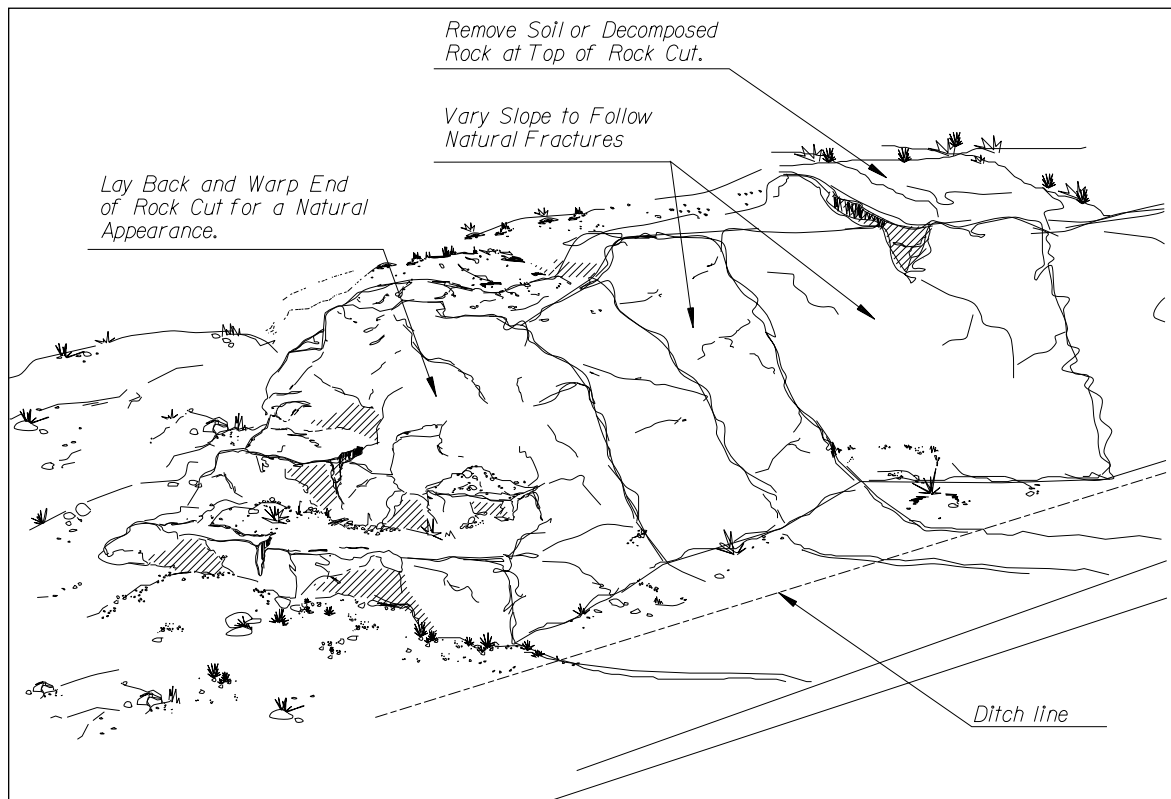 Remove Soil or Decomposed
Rock at Top of Rock Cut.
Vary Slope to Follow
Natural Fractures
Lay Back and Warp End
of Rock Cut for a Natural
Appearance.
Ditch line